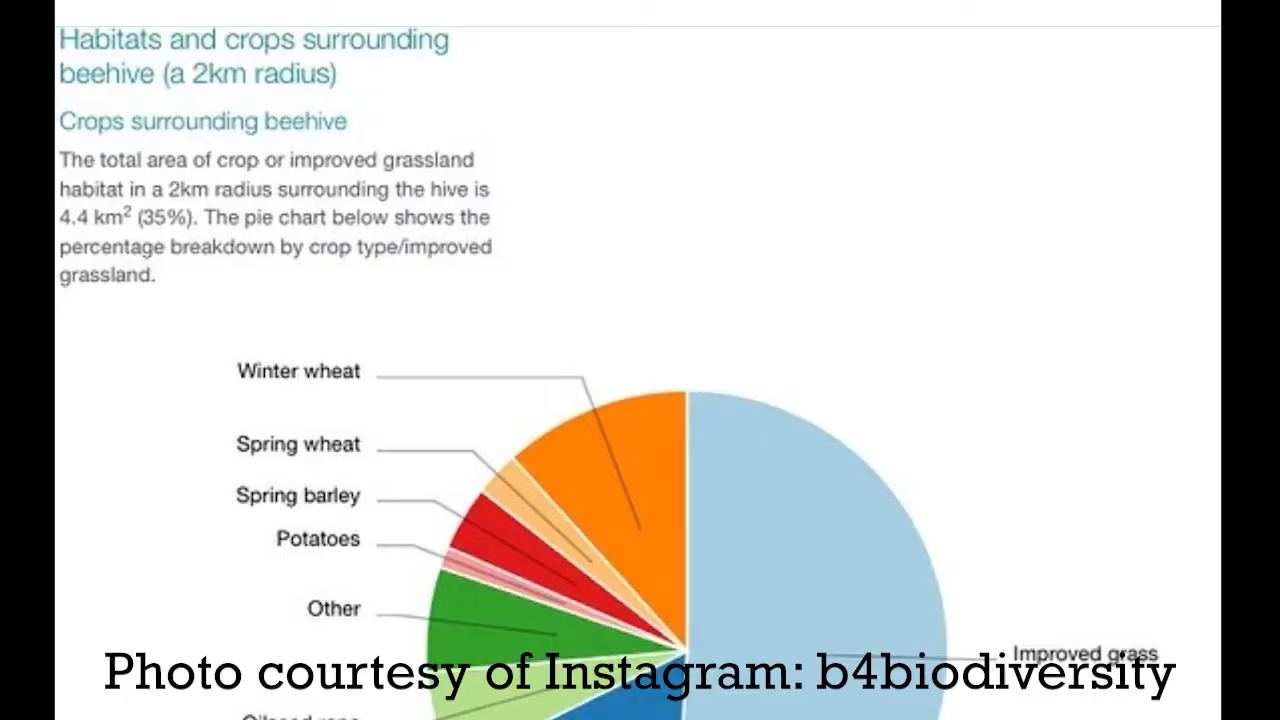 Habitats and crops surrounding
beehive (a 2km radius)
Crops surrounding beehive
The total area of crop or improved grassland
habitat in a 2km radius surrounding the hive is
4.4 km² (35%). The pie chart below shows the
percentage breakdown by crop type/improved
grassland.
Winter wheat
Spring wheat
Spring barley
Potatoes
Other
Improved grass
Photo courtesy of Instagram: b4biodiversity